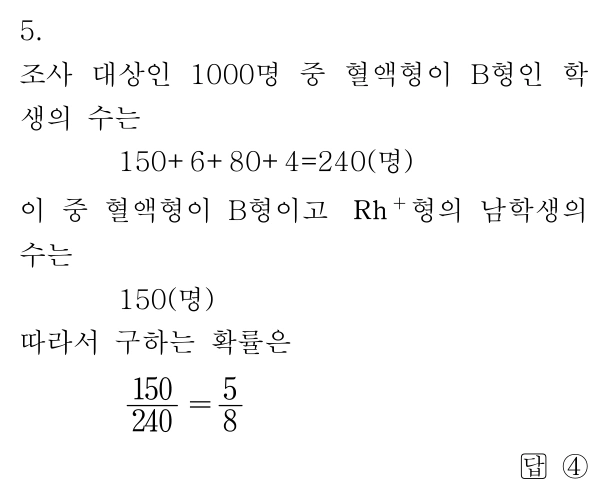 5.
조사 대상인 1000명 중 혈액형이 B형인 학
생의 수는
150+6+80+4=240(명)
이 중 혈액형이 B형이고 Rh⁺형의 남학생의
수는
150(명)
따라서 구하는 확률은
150/240 = 5/8
답 ④